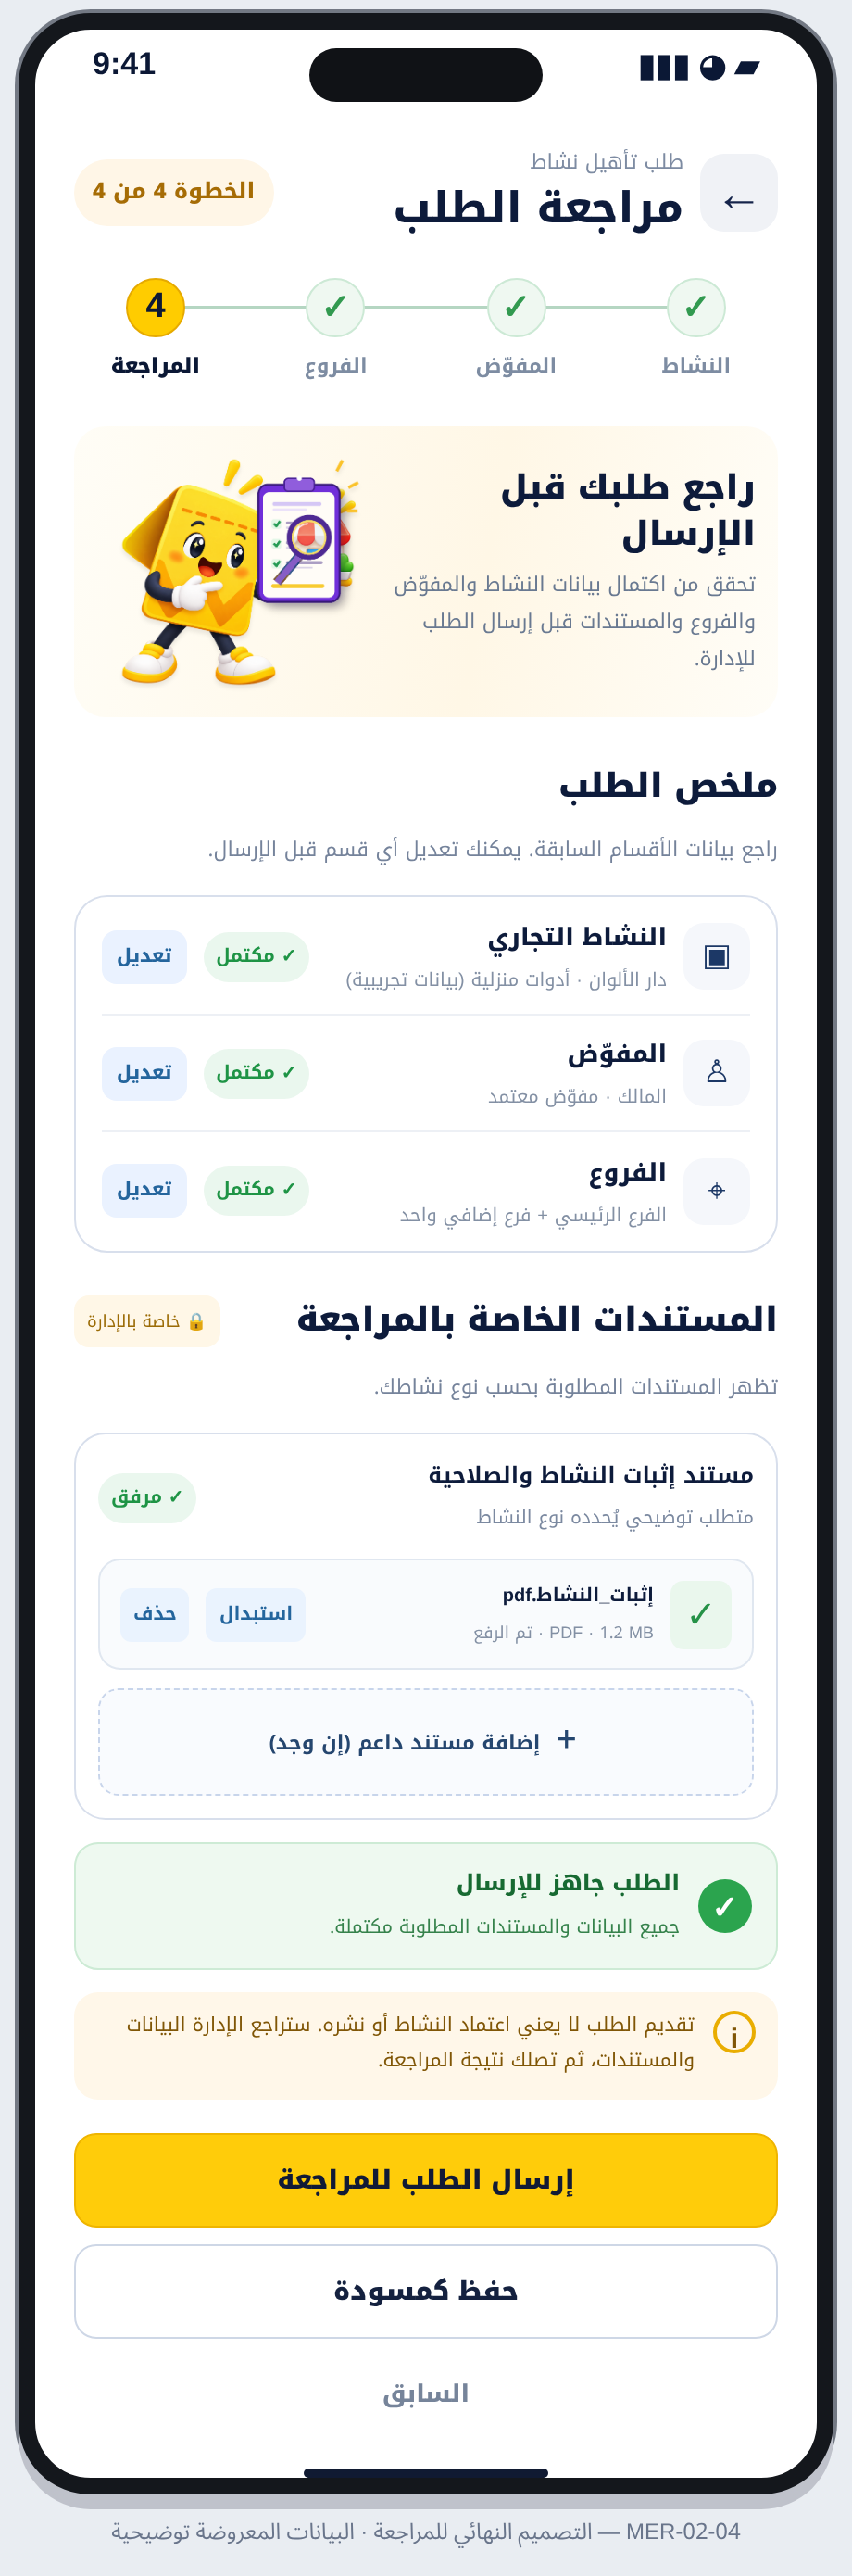 9:41
طلب تأهيل نشاط
مراجعة الطلب
الخطوة 4 من 4
✓ ✓ ✓ 4
النشاط
المفوّض
الفروع
المراجعة
راجع طلبك قبل
الإرسال
تحقق من اكتمال بيانات النشاط والمفوّض
والفروع والمستندات قبل إرسال الطلب
للإدارة.
ملخص الطلب
راجع بيانات الأقسام السابقة. يمكنك تعديل أي قسم قبل الإرسال.
النشاط التجاري
دار الألوان · أدوات منزلية (بيانات تجريبية)
✓ مكتمل
تعديل
المفوّض
المالك · مفوّض معتمد
✓ مكتمل
تعديل
الفروع
الفرع الرئيسي + فرع إضافي واحد
✓ مكتمل
تعديل
المستندات الخاصة بالمراجعة
🔒 خاصة بالإدارة
تظهر المستندات المطلوبة بحسب نوع نشاطك.
مستند إثبات النشاط والصلاحية
متطلب توضيحي يُحدده نوع النشاط
✓ مرفق
إثبات_النشاط.pdf
PDF · 1.2 MB · تم الرفع
استبدال
حذف
+ إضافة مستند داعم (إن وجد)
الطلب جاهز للإرسال
جميع البيانات والمستندات المطلوبة مكتملة.
تقديم الطلب لا يعني اعتماد النشاط أو نشره. ستراجع الإدارة البيانات
والمستندات، ثم تصلك نتيجة المراجعة.
إرسال الطلب للمراجعة
حفظ كمسودة
السابق
MER-02-04 — التصميم النهائي للمراجعة · البيانات المعروضة توضيحية